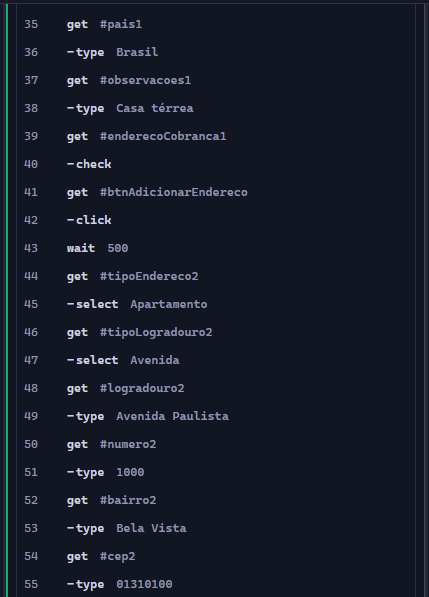 35 get #pais1
36 -type Brasil
37 get #observacoes1
38 -type Casa térrea
39 get #enderecoCobranca1
40 -check
41 get #btnAdicionarEndereco
42 -click
43 wait 500
44 get #tipoEndereco2
45 -select Apartamento
46 get #tipoLogradouro2
47 -select Avenida
48 get #logradouro2
49 -type Avenida Paulista
50 get #numero2
51 -type 1000
52 get #bairro2
53 -type Bela Vista
54 get #cep2
55 -type 01310100